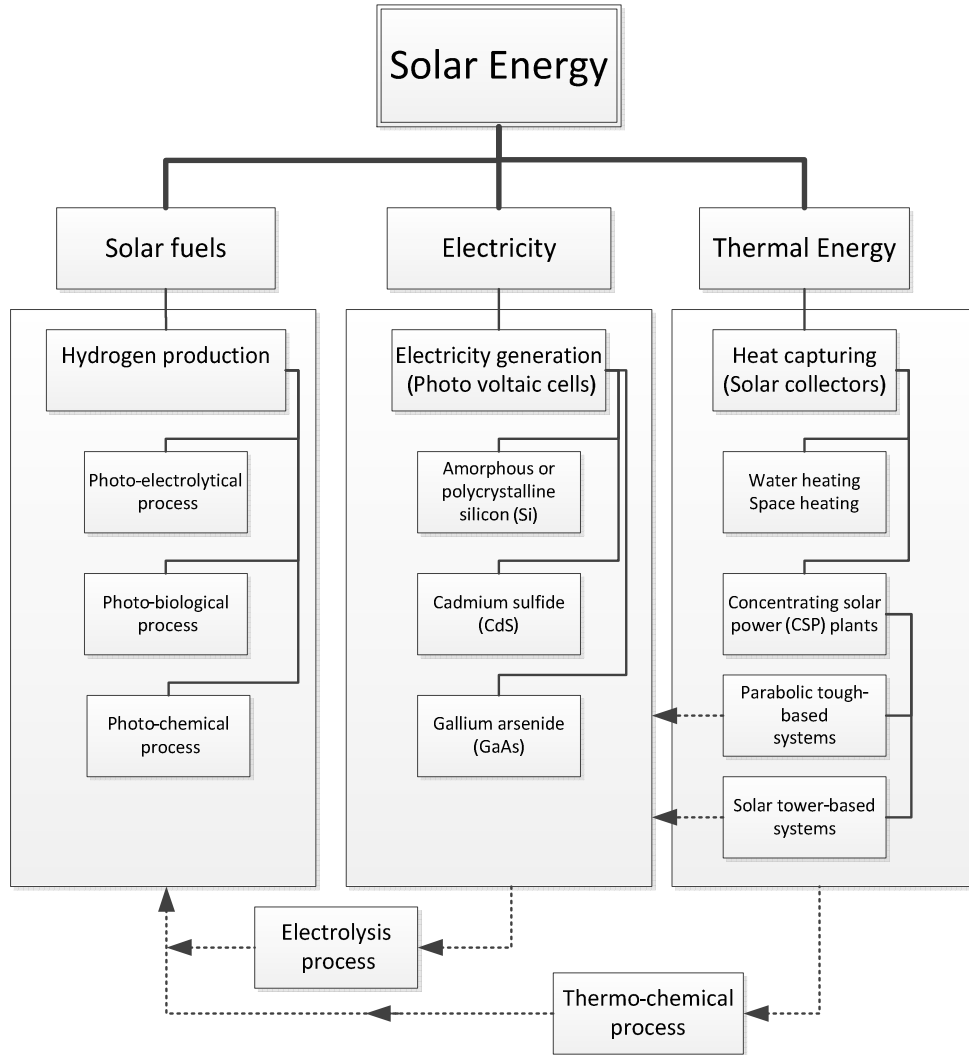 Solar Energy
Solar fuels
Electricity
Thermal Energy
Hydrogen production
Electricity generation
(Photo voltaic cells)
Heat capturing
(Solar collectors)
Photo-electrolytical
process
Amorphous or
polycrystalline
silicon (Si)
Water heating
Space heating
Photo-biological
process
Cadmium sulfide
(CdS)
Concentrating solar
power (CSP) plants
Photo-chemical
process
Gallium arsenide
(GaAs)
Parabolic tough-
based
systems
Solar tower-based
systems
Electrolysis
process
Thermo-chemical
process